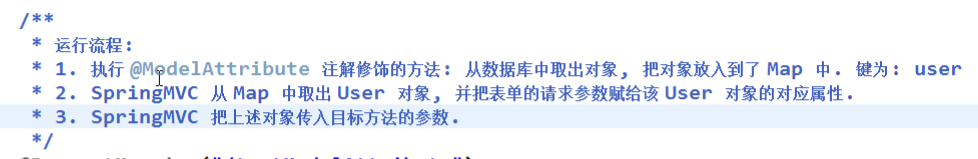 /**
* 运行流程:
* 1. 执行 @ModelAttribute 注解修饰的方法: 从数据库中取出对象, 把对象放入到了 Map 中. 键为: user
* 2. SpringMVC 从 Map 中取出 User 对象, 并把表单的请求参数赋给该 User 对象的对应属性.
* 3. SpringMVC 把上述对象传入目标方法的参数.
*/